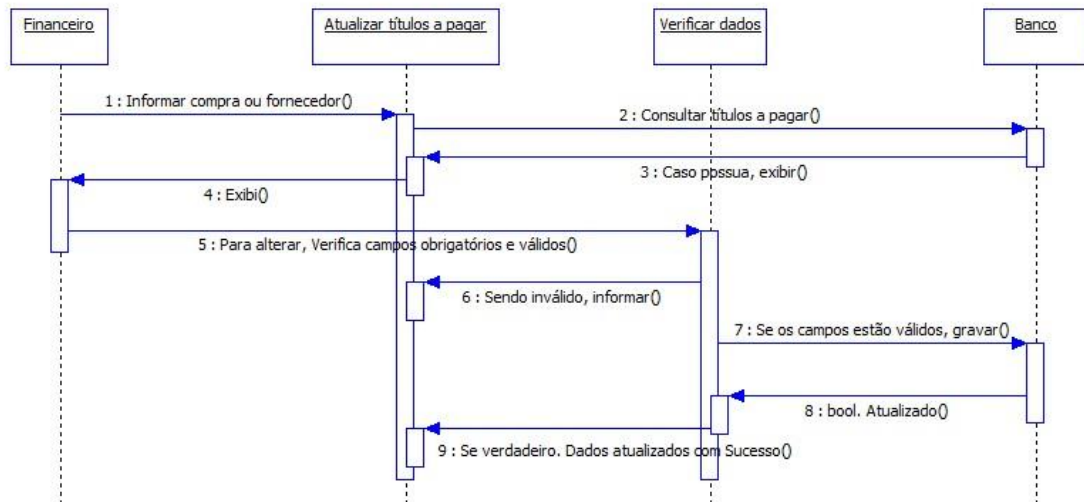 Financeiro
Atualizar títulos a pagar
Verificar dados
Banco
1 : Informar compra ou fornecedor()
2 : Consultar títulos a pagar()
3 : Caso possua, exibir()
4 : Exibi()
5 : Para alterar, Verifica campos obrigatórios e válidos()
6 : Sendo inválido, informar()
7 : Se os campos estão válidos, gravar()
8 : bool. Atualizado()
9 : Se verdadeiro. Dados atualizados com Sucesso()